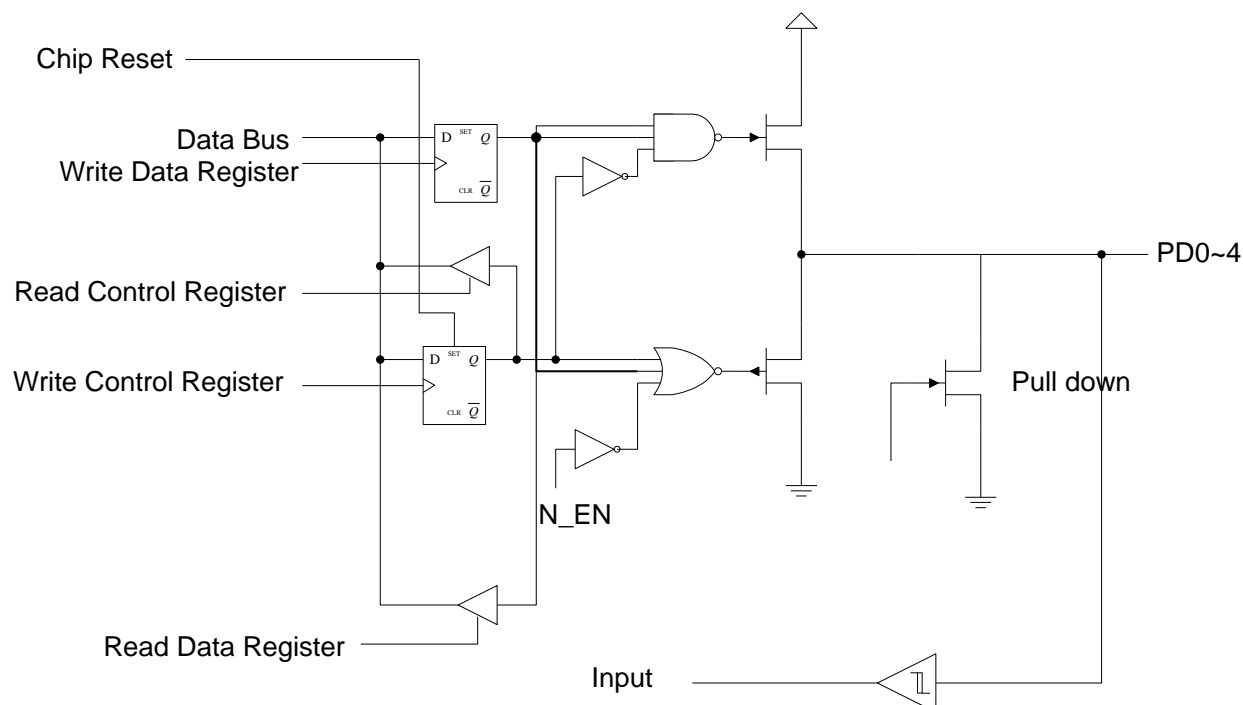 Chip Reset
Data Bus
D SET Q
Write Data Register
CLR Q
PD0~4
Read Control Register
D SET Q
Write Control Register
Pull down
CLR Q
N_EN
Read Data Register
Input